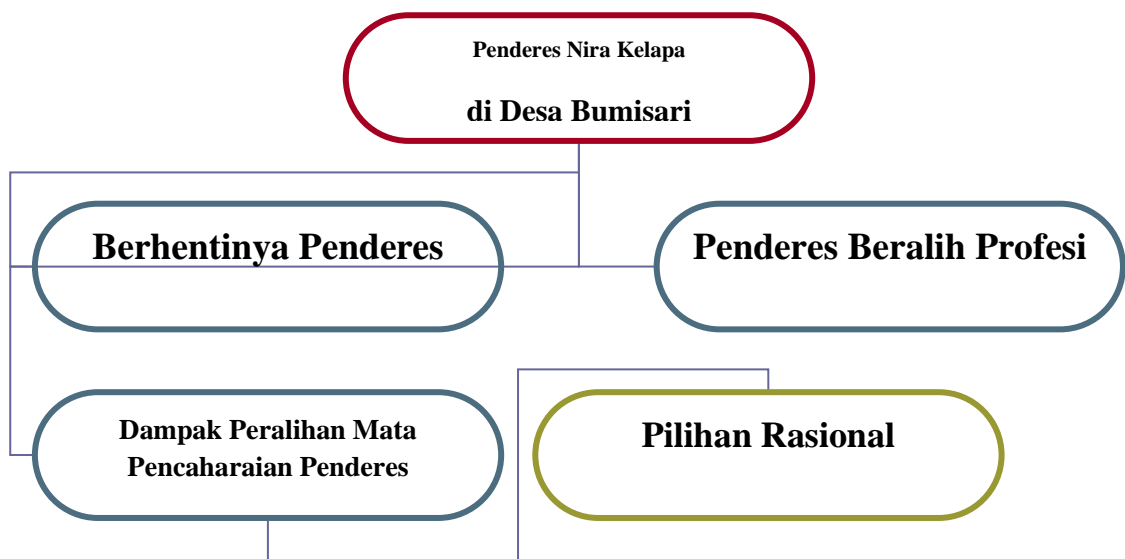 Penderes Nira Kelapa
di Desa Bumisari
Berhentinya Penderes
Penderes Beralih Profesi
Dampak Peralihan Mata
Pencaharaian Penderes
Pilihan Rasional